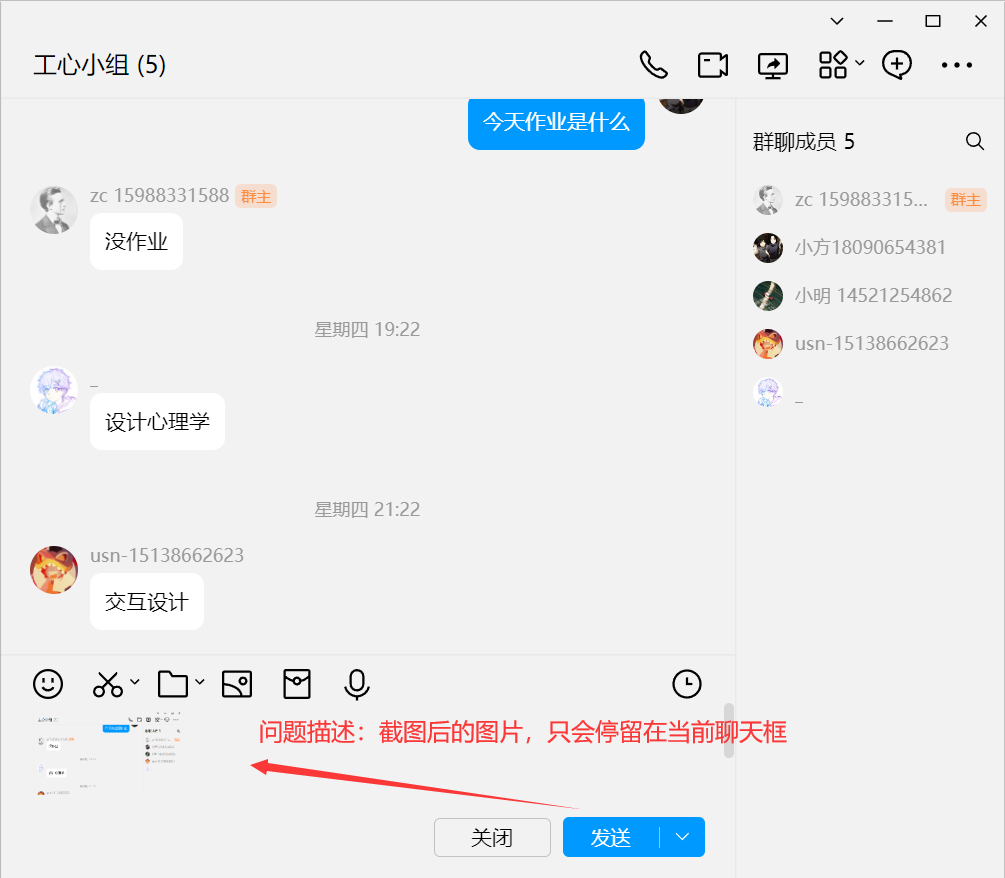 工心小组 (5)
今天作业是什么
zc 15988331588 群主
没作业
星期四 19:22
_
设计心理学
星期四 21:22
usn-15138662623
交互设计
群聊成员 5
zc 159883315... 群主
小方18090654381
小明 14521254862
usn-15138662623
_
问题描述：截图后的图片，只会停留在当前聊天框
关闭
发送